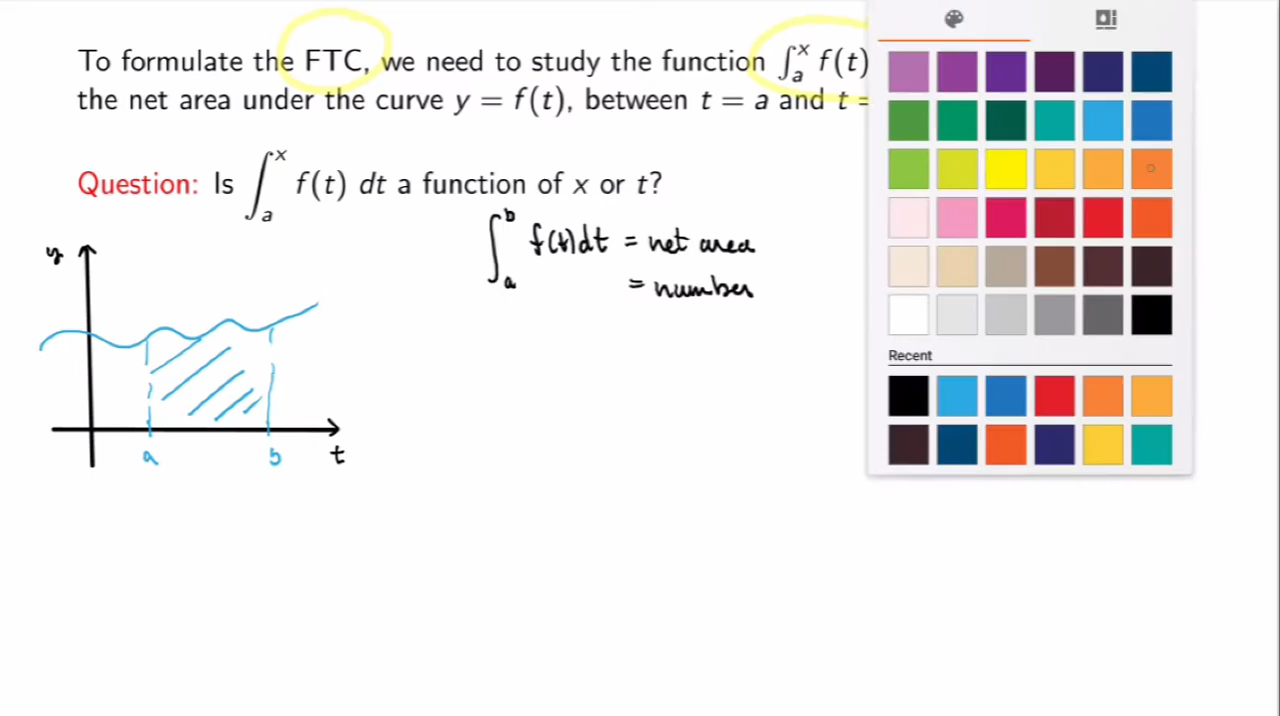 To formulate the FTC, we need to study the function ∫ₐˣ f(t)
the net area under the curve y = f(t), between t = a and t =
Question: Is ∫ₐˣ f(t) dt a function of x or t?
∫ₐᵇ f(t)dt = net area
= number
y
a b t
Recent